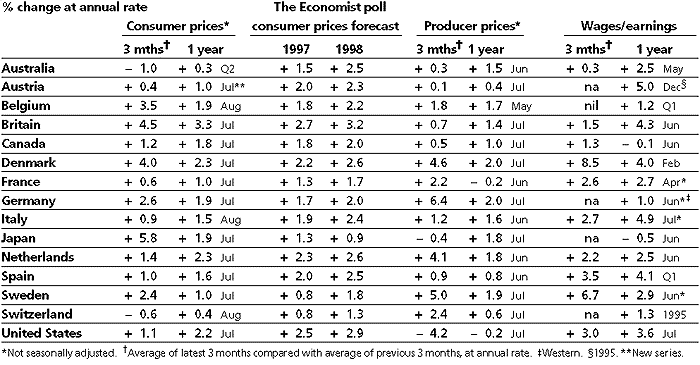 % change at annual rate The Economist poll
Consumer prices* consumer prices forecast Producer prices* Wages/earnings
3 mths† 1 year 1997 1998 3 mths† 1 year 3 mths† 1 year
Australia – 1.0 + 0.3 Q2 + 1.5 + 2.5 + 0.3 + 1.5 Jun + 0.3 + 2.5 May
Austria + 0.4 + 1.0 Jul** + 2.0 + 2.3 + 0.1 + 0.4 Jul na + 5.0 Dec§
Belgium + 3.5 + 1.9 Aug + 1.8 + 2.2 + 1.8 + 1.7 May nil + 1.2 Q1
Britain + 4.5 + 3.3 Jul + 2.7 + 3.2 + 0.7 + 1.4 Jul + 1.5 + 4.3 Jun
Canada + 1.2 + 1.8 Jul + 1.8 + 2.0 + 0.5 + 1.0 Jul + 1.3 – 0.1 Jun
Denmark + 4.0 + 2.3 Jul + 2.2 + 2.6 + 4.6 + 2.0 Jul + 8.5 + 4.0 Feb
France + 0.6 + 1.0 Jul + 1.3 + 1.7 + 2.2 – 0.2 Jun + 2.6 + 2.7 Apr*
Germany + 2.6 + 1.9 Jul + 1.7 + 2.0 + 6.4 + 2.0 Jul na + 1.0 Jun*‡
Italy + 0.9 + 1.5 Aug + 1.9 + 2.4 + 1.2 + 1.6 Jun + 2.7 + 4.9 Jul*
Japan + 5.8 + 1.9 Jul + 1.3 + 0.9 – 0.4 + 1.8 Jul na – 0.5 Jun
Netherlands + 1.4 + 2.3 Jul + 2.3 + 2.6 + 4.1 + 1.8 Jun + 2.2 + 2.5 Jun
Spain + 1.0 + 1.6 Jul + 2.0 + 2.5 + 0.9 + 0.8 Jun + 3.5 + 4.1 Q1
Sweden + 2.4 + 1.0 Jul + 0.8 + 1.8 + 5.0 + 1.9 Jul + 6.7 + 2.9 Jun*
Switzerland – 0.6 + 0.4 Aug + 0.8 + 1.3 + 2.4 + 0.6 Jul na + 1.3 1995
United States + 1.1 + 2.2 Jul + 2.5 + 2.9 – 4.2 – 0.2 Jul + 3.0 + 3.6 Jul
*Not seasonally adjusted. †Average of latest 3 months compared with average of previous 3 months, at annual rate. ‡Western. §1995. **New series.